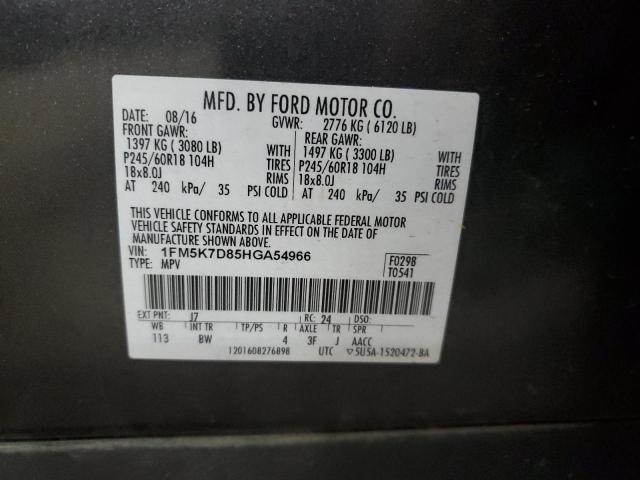 MFD. BY FORD MOTOR CO.
DATE: 08/16 GVWR: 2776 KG ( 6120 LB)
FRONT GAWR: REAR GAWR:
1397 KG ( 3080 LB) WITH 1497 KG ( 3300 LB) WITH
P245/60R18 104H TIRES P245/60R18 104H TIRES
18x8.0J RIMS 18x8.0J RIMS
AT 240 kPa/ 35 PSI COLD AT 240 kPa/ 35 PSI COLD
THIS VEHICLE CONFORMS TO ALL APPLICABLE FEDERAL MOTOR
VEHICLE SAFETY STANDARDS IN EFFECT ON THE DATE OF
MANUFACTURE SHOWN ABOVE.
VIN: 1FM5K7D85HGA54966 F0298
TYPE: MPV T0541
EXT PNT: J7 RC: 24 DSO:
WB INT TR TP/PS R AXLE TR SPR
113 BW 4 3F J AACC
1201608276898 UTC ▽5U5A-1520472-BA